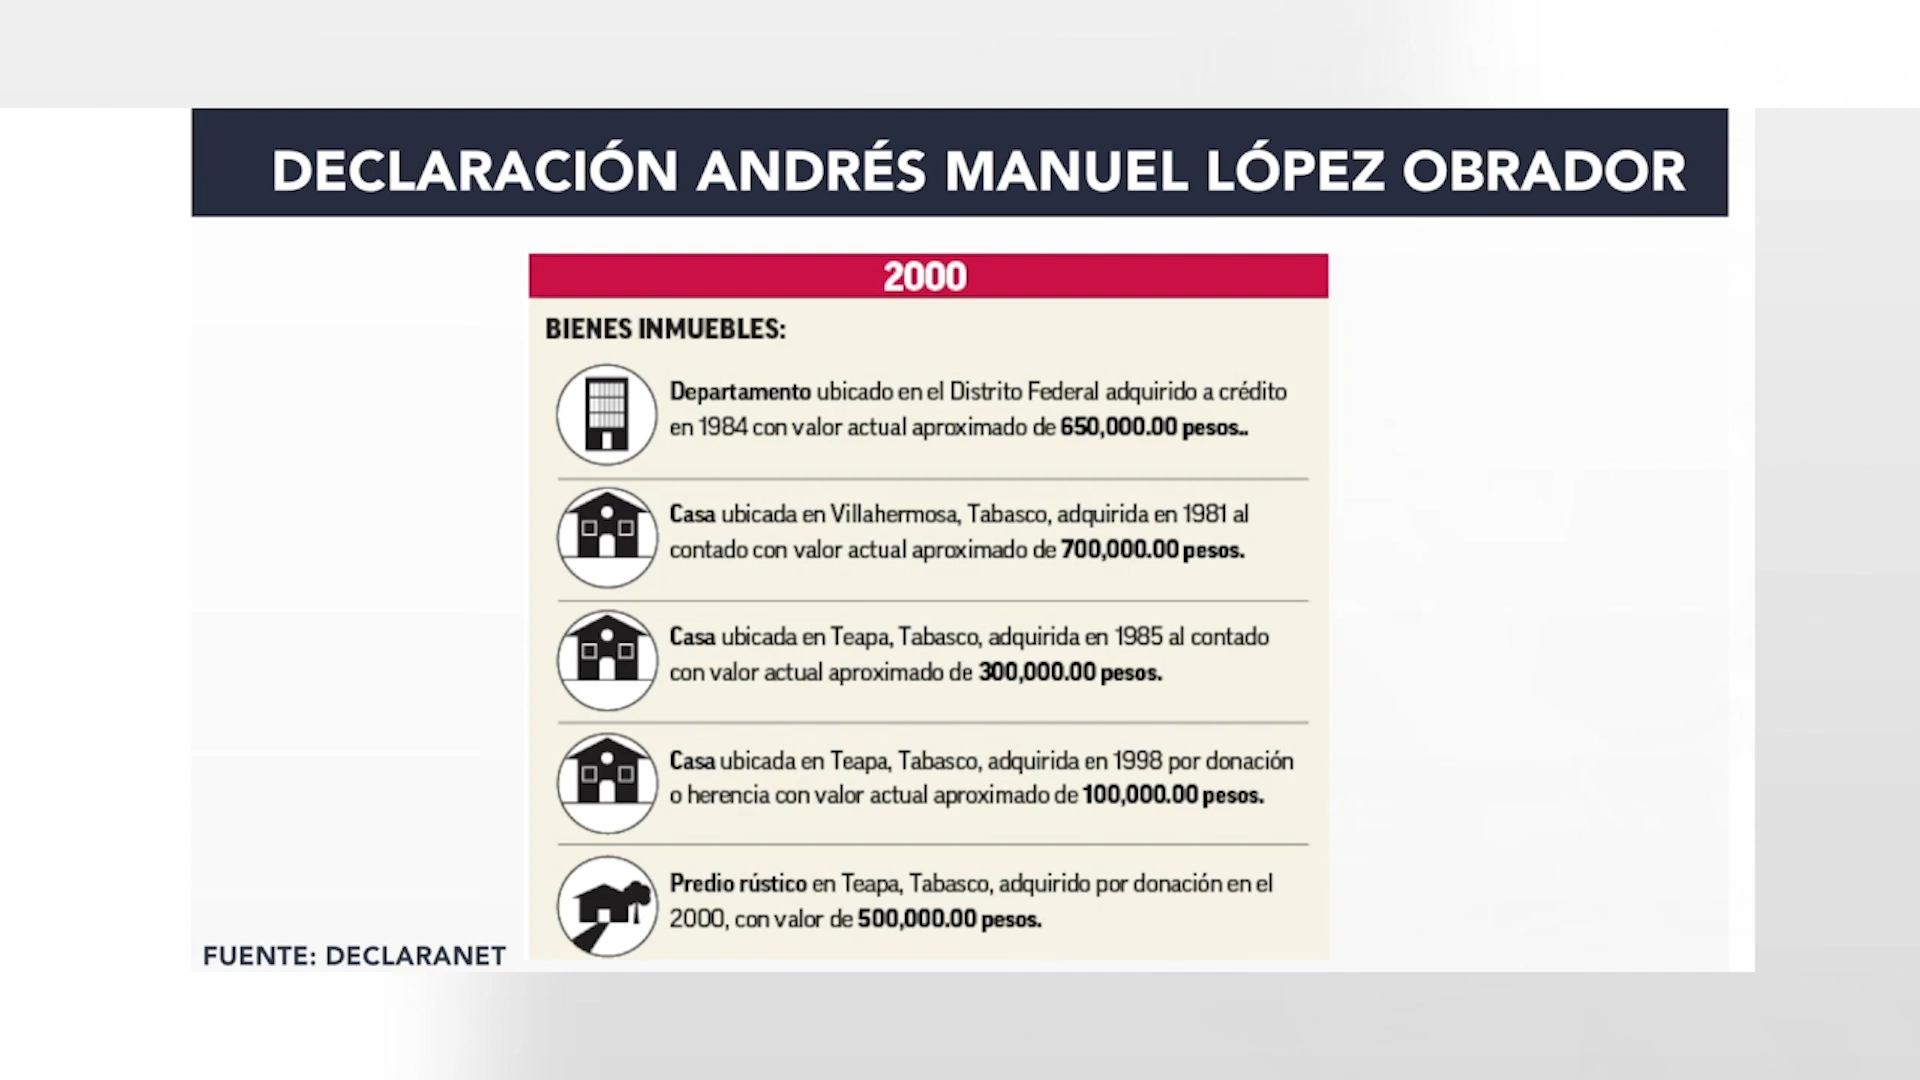 DECLARACIÓN ANDRÉS MANUEL LÓPEZ OBRADOR
2000
BIENES INMUEBLES:
Departamento ubicado en el Distrito Federal adquirido a crédito
en 1984 con valor actual aproximado de 650,000.00 pesos..
Casa ubicada en Villahermosa, Tabasco, adquirida en 1981 al
contado con valor actual aproximado de 700,000.00 pesos.
Casa ubicada en Teapa, Tabasco, adquirida en 1985 al contado
con valor actual aproximado de 300,000.00 pesos.
Casa ubicada en Teapa, Tabasco, adquirida en 1998 por donación
o herencia con valor actual aproximado de 100,000.00 pesos.
Predio rústico en Teapa, Tabasco, adquirido por donación en el
2000, con valor de 500,000.00 pesos.
FUENTE: DECLARANET